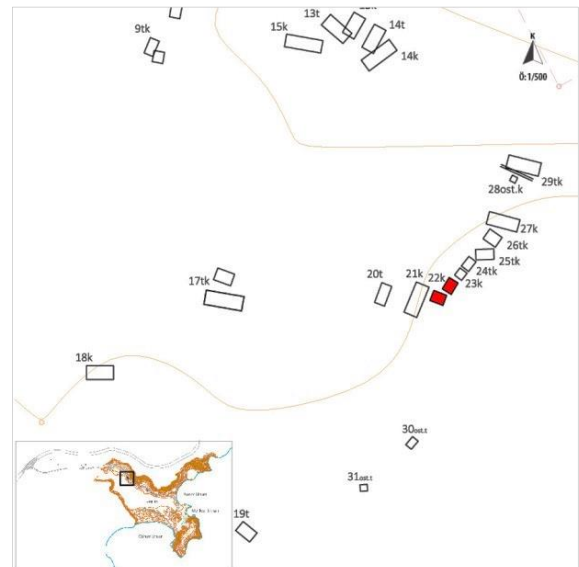 13t
9tk
15k
14t
14k
K
Ö:1/500
29tk
28ost.k
27k
26tk
25tk
24tk
23k
22k
21k
20t
17tk
18k
30ost.t
31ost.t
19t